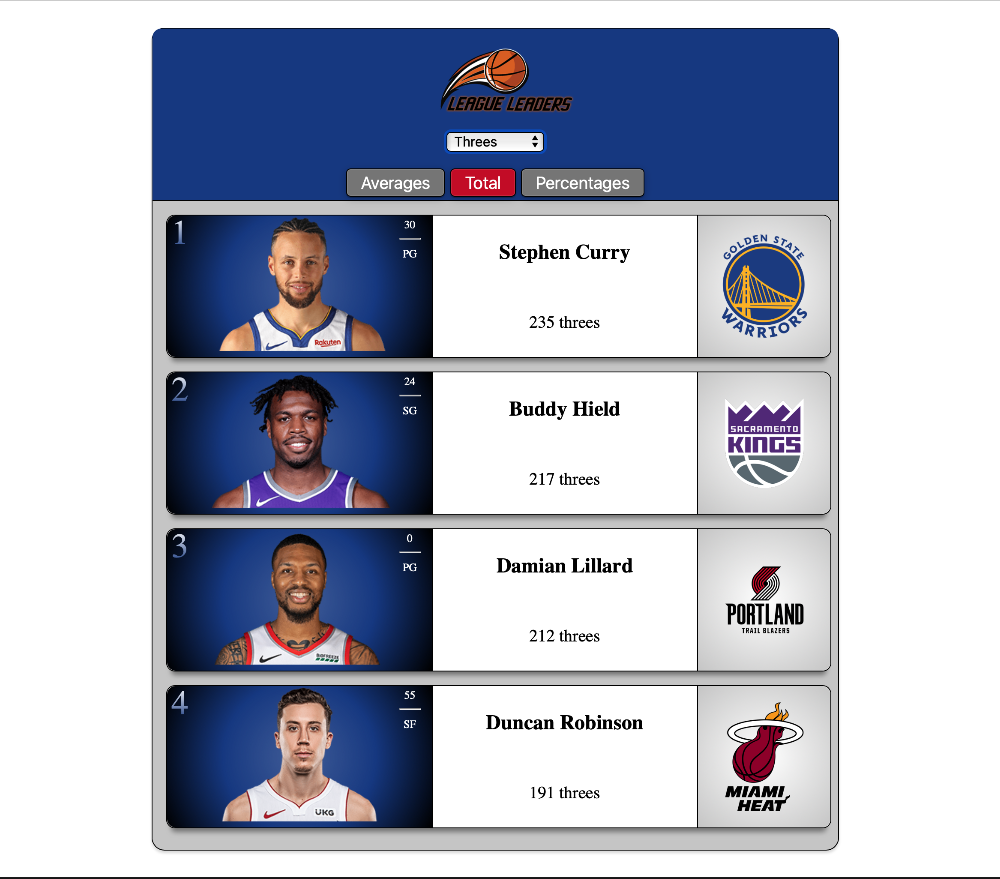 LEAGUE LEADERS
Threes
Averages
Total
Percentages
1
30
PG
Rakuten
Stephen Curry
235 threes
GOLDEN STATE
WARRIORS
2
24
SG
Buddy Hield
217 threes
SACRAMENTO
KINGS
3
0
PG
Damian Lillard
212 threes
PORTLAND
TRAIL BLAZERS
4
55
SF
UKG
Duncan Robinson
191 threes
MIAMI
HEAT